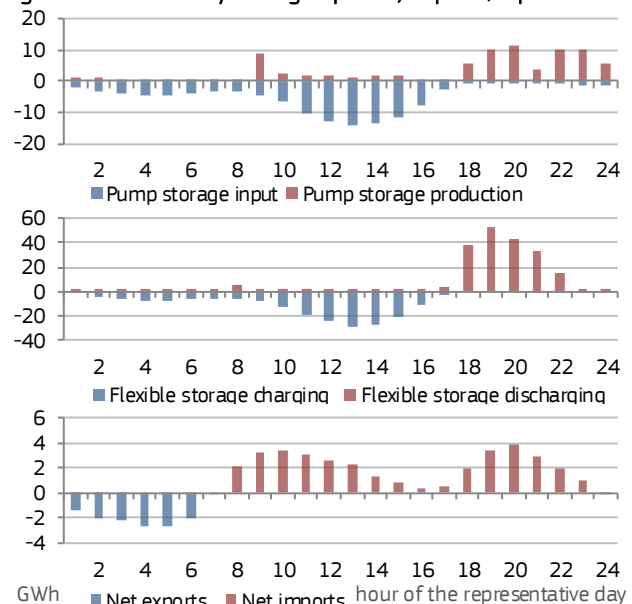 20
10
0
-10
-20
2 4 6 8 10 12 14 16 18 20 22 24
Pump storage input Pump storage production
60
40
20
0
-20
-40
2 4 6 8 10 12 14 16 18 20 22 24
Flexible storage charging Flexible storage discharging
6
4
2
0
-2
-4
2 4 6 8 10 12 14 16 18 20 22 24
GWh Net exports Net imports hour of the representative day